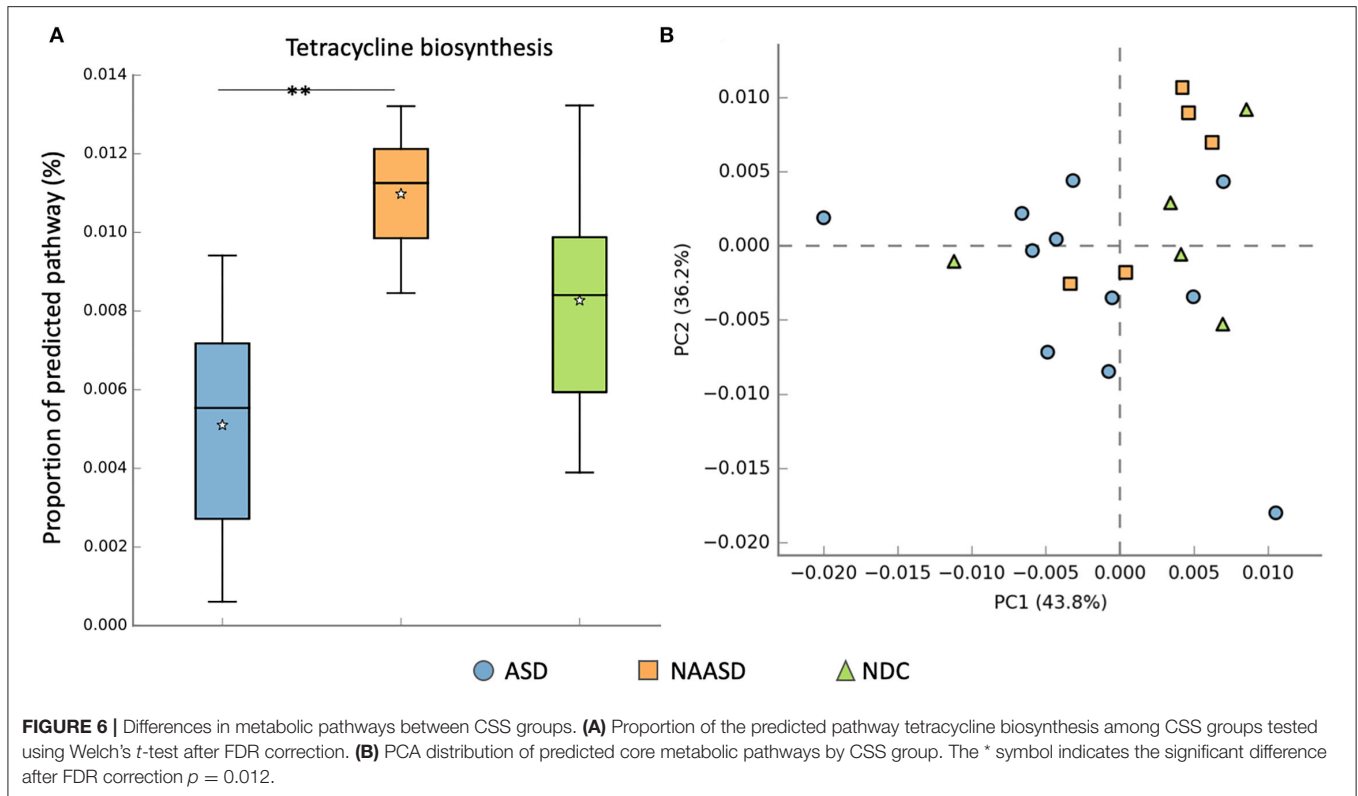 A
Tetracycline biosynthesis
**
Proportion of predicted pathway (%)
0.014
0.012
0.010
0.008
0.006
0.004
0.002
0.000
B
PC2 (36.2%)
0.010
0.005
0.000
−0.005
−0.010
−0.015
−0.020
−0.020 −0.015 −0.010 −0.005 0.000 0.005 0.010
PC1 (43.8%)
ASD NAASD NDC
FIGURE 6 | Differences in metabolic pathways between CSS groups. (A) Proportion of the predicted pathway tetracycline biosynthesis among CSS groups tested
using Welch's t-test after FDR correction. (B) PCA distribution of predicted core metabolic pathways by CSS group. The * symbol indicates the significant difference
after FDR correction p = 0.012.